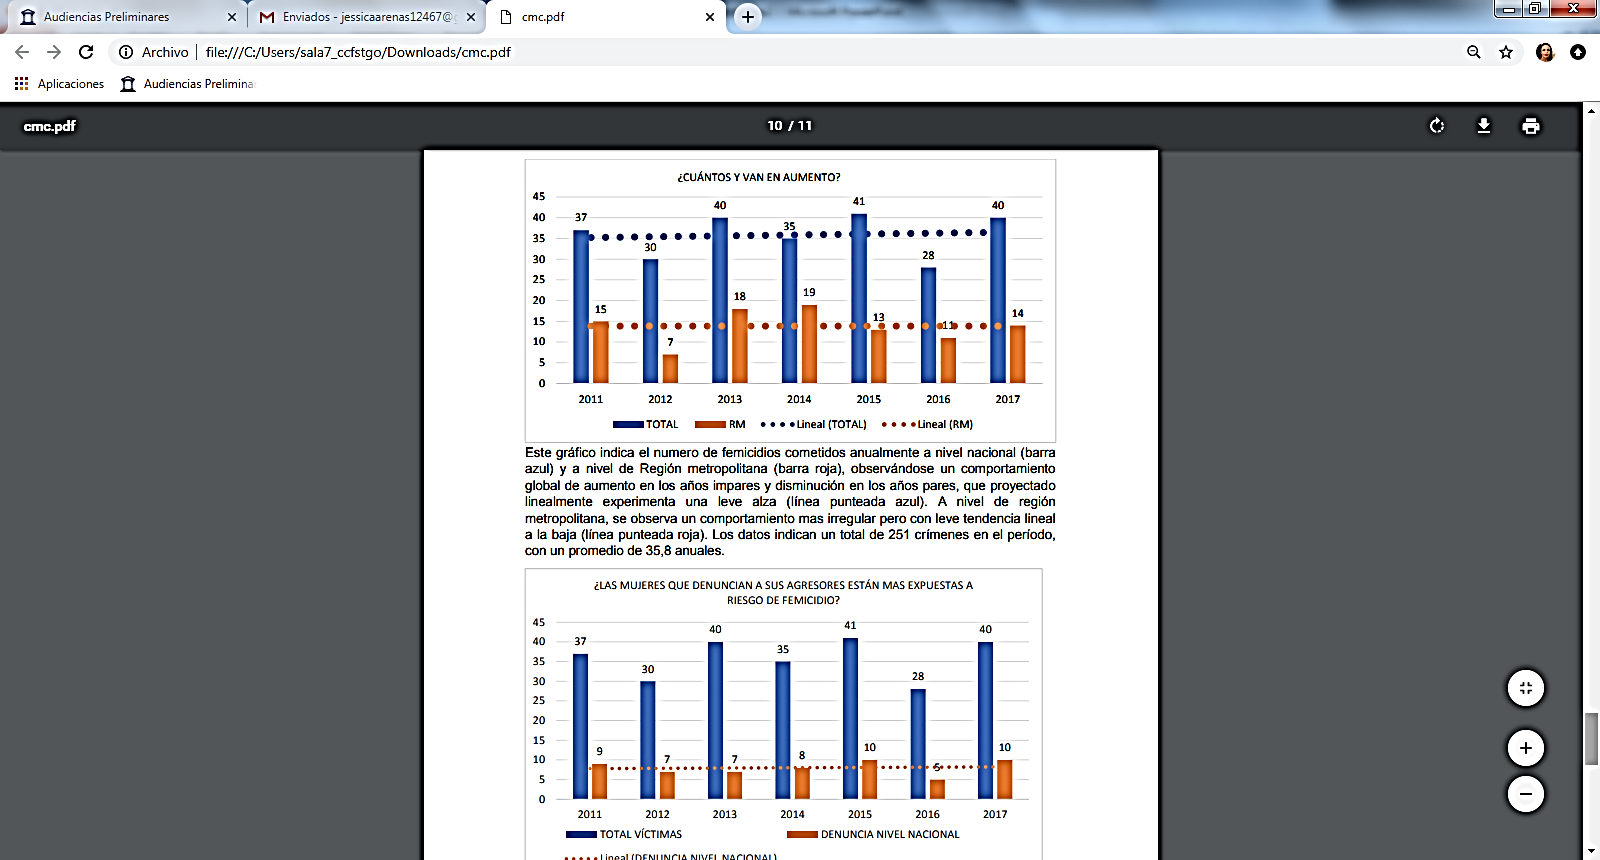 Microsoft PowerPoint
Audiencias Preliminares
Enviados - jessicaarenas12467@g
cmc.pdf
Archivo
file:///C:/Users/sala7_ccfstgo/Downloads/cmc.pdf
Aplicaciones
Audiencias Prelimina
cmc.pdf
10 / 11
¿CUÁNTOS Y VAN EN AUMENTO?
45
40
35
30
25
20
15
10
5
0
37
30
40
35
41
28
40
15
7
18
19
13
11
14
2011 2012 2013 2014 2015 2016 2017
TOTAL RM Lineal (TOTAL) Lineal (RM)
Este gráfico indica el numero de femicidios cometidos anualmente a nivel nacional (barra
azul) y a nivel de Región metropolitana (barra roja), observándose un comportamiento
global de aumento en los años impares y disminución en los años pares, que proyectado
linealmente experimenta una leve alza (línea punteada azul). A nivel de región
metropolitana, se observa un comportamiento mas irregular pero con leve tendencia lineal
a la baja (línea punteada roja). Los datos indican un total de 251 crímenes en el período,
con un promedio de 35,8 anuales.
¿LAS MUJERES QUE DENUNCIAN A SUS AGRESORES ESTÁN MAS EXPUESTAS A
RIESGO DE FEMICIDIO?
45
40
35
30
25
20
15
10
5
0
37
30
40
35
41
28
40
9
7
7
8
10
5
10
2011 2012 2013 2014 2015 2016 2017
TOTAL VÍCTIMAS DENUNCIA NIVEL NACIONAL
Lineal (DENUNCIA NIVEL NACIONAL)